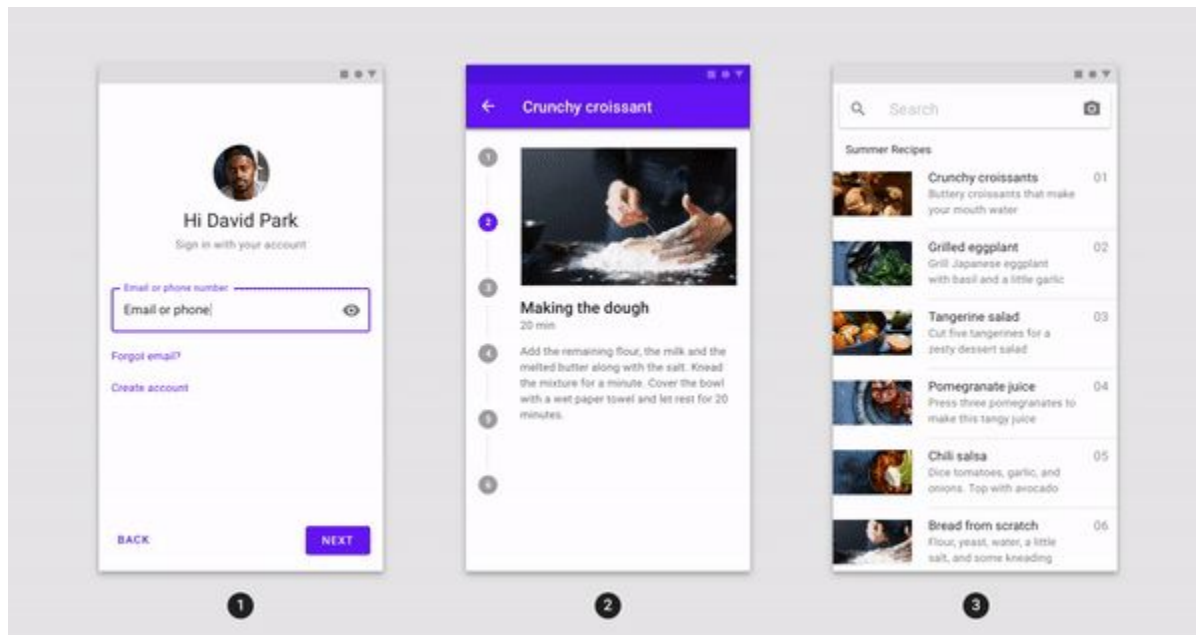 Hi David Park
Sign in with your account
Email or phone number
Email or phone
Forgot email?
Create account
BACK
NEXT
1
Crunchy croissant
1
2
3
4
5
6
Making the dough
20 min
Add the remaining flour, the milk and the
melted butter along with the salt. Knead
the mixture for a minute. Cover the bowl
with a wet paper towel and let rest for 20
minutes.
2
Search
Summer Recipes
Crunchy croissants 01
Buttery croissants that make
your mouth water
Grilled eggplant 02
Grill Japanese eggplant
with basil and a little garlic
Tangerine salad 03
Cut five tangerines for a
zesty dessert salad
Pomegranate juice 04
Press three pomegranates to
make this tangy juice
Chili salsa 05
Dice tomatoes, garlic, and
onions. Top with avocado
Bread from scratch 06
Flour, yeast, water, a little
salt, and some kneading
3